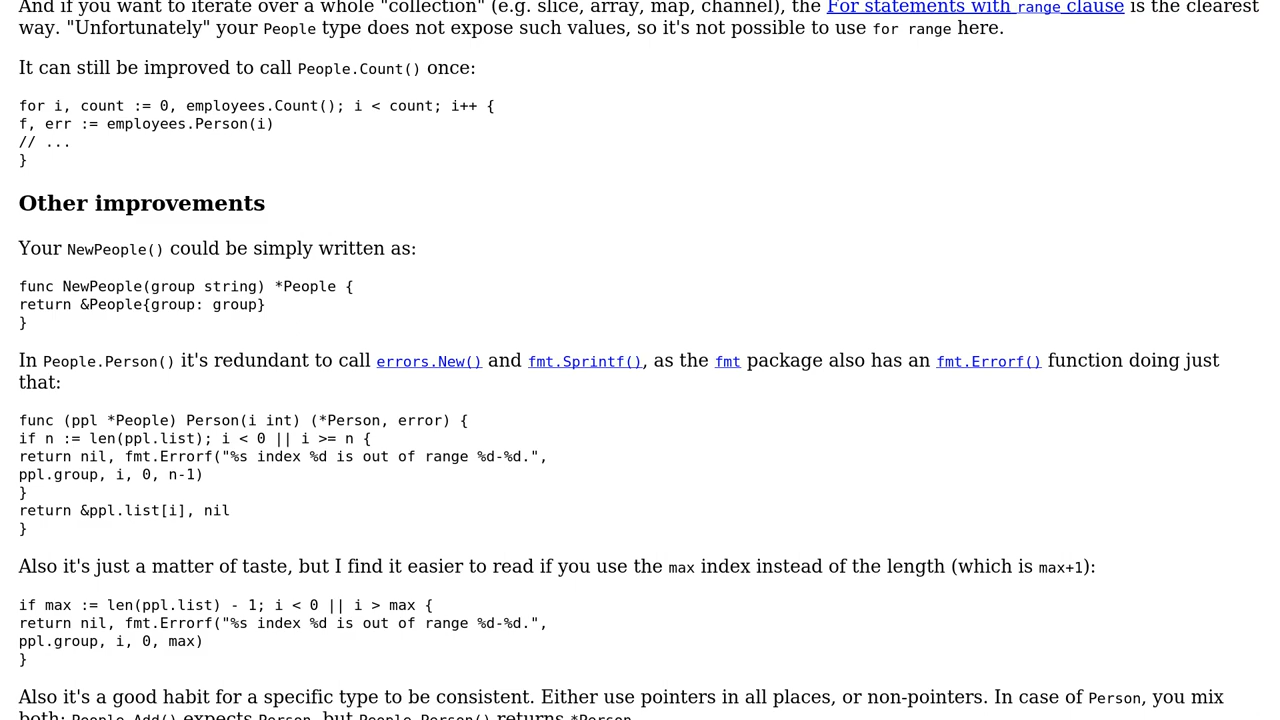 And if you want to iterate over a whole "collection" (e.g. slice, array, map, channel), the For statements with range clause is the clearest
way. "Unfortunately" your People type does not expose such values, so it's not possible to use for range here.
It can still be improved to call People.Count() once:
for i, count := 0, employees.Count(); i < count; i++ {
f, err := employees.Person(i)
// ...
}
Other improvements
Your NewPeople() could be simply written as:
func NewPeople(group string) *People {
return &People{group: group}
}
In People.Person() it's redundant to call errors.New() and fmt.Sprintf(), as the fmt package also has an fmt.Errorf() function doing just
that:
func (ppl *People) Person(i int) (*Person, error) {
if n := len(ppl.list); i < 0 || i >= n {
return nil, fmt.Errorf("%s index %d is out of range %d-%d.",
ppl.group, i, 0, n-1)
}
return &ppl.list[i], nil
}
Also it's just a matter of taste, but I find it easier to read if you use the max index instead of the length (which is max+1):
if max := len(ppl.list) - 1; i < 0 || i > max {
return nil, fmt.Errorf("%s index %d is out of range %d-%d.",
ppl.group, i, 0, max)
}
Also it's a good habit for a specific type to be consistent. Either use pointers in all places, or non-pointers. In case of Person, you mix
both: People.Add() expects Person, but People.Person() returns *Person.